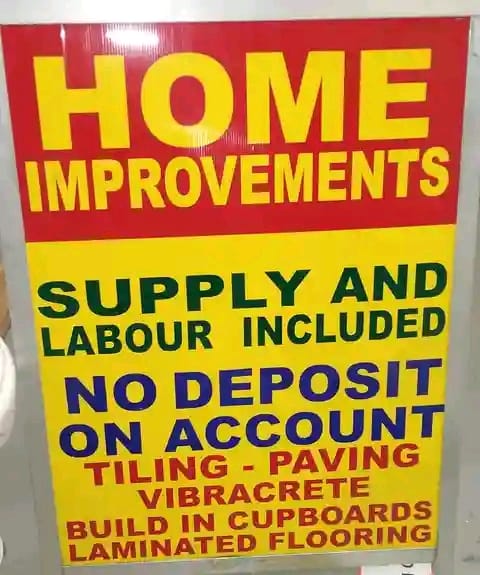 HOME
IMPROVEMENTS
SUPPLY AND
LABOUR INCLUDED
NO DEPOSIT
ON ACCOUNT
TILING - PAVING
VIBRACRETE
BUILD IN CUPBOARDS
LAMINATED FLOORING